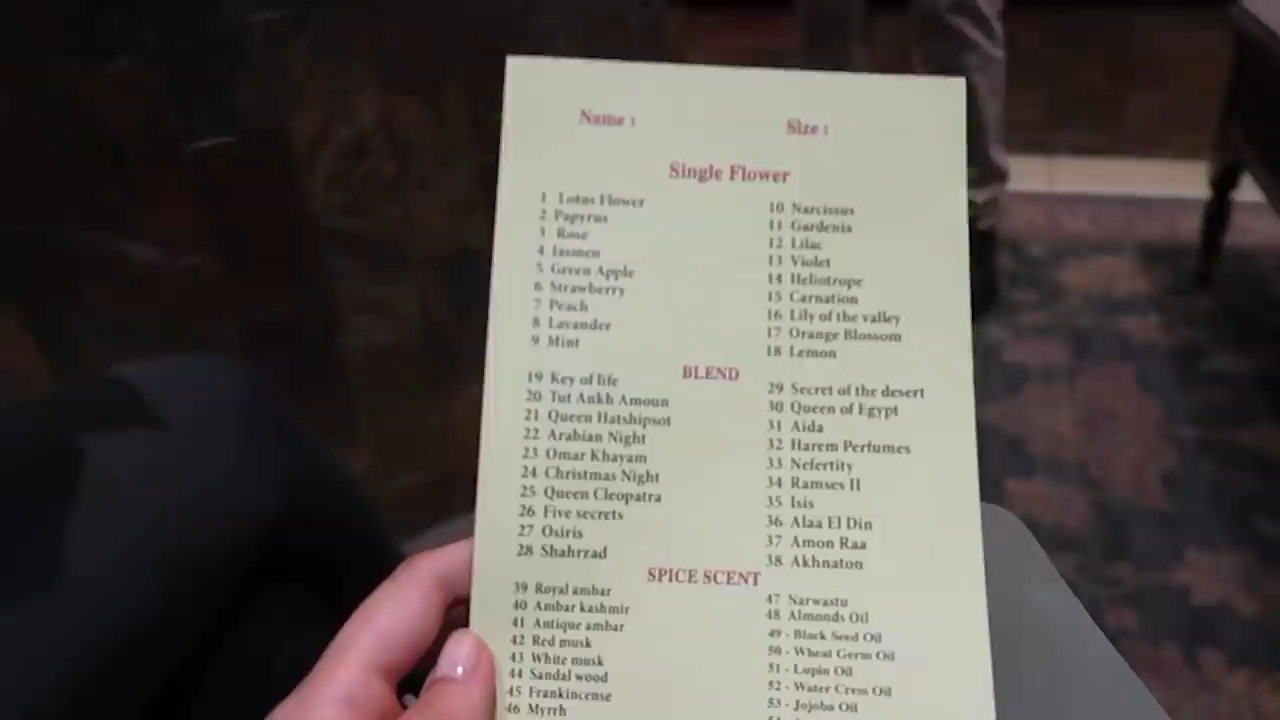 Name :
Size :
Single Flower
1 Lotus Flower
2 Papyrus
3 Rose
4 Jasmen
5 Green Apple
6 Strawberry
7 Peach
8 Lavander
9 Mint
10 Narcissus
11 Gardenia
12 Lilac
13 Violet
14 Heliotrope
15 Carnation
16 Lily of the valley
17 Orange Blossom
18 Lemon
BLEND
19 Key of life
20 Tut Ankh Amoun
21 Queen Hatshipsot
22 Arabian Night
23 Omar Khayam
24 Christmas Night
25 Queen Cleopatra
26 Five secrets
27 Osiris
28 Shahrzad
29 Secret of the desert
30 Queen of Egypt
31 Aida
32 Harem Perfumes
33 Nefertity
34 Ramses II
35 Isis
36 Alaa El Din
37 Amon Raa
38 Akhnaton
SPICE SCENT
39 Royal ambar
40 Ambar kashmir
41 Antique ambar
42 Red musk
43 White musk
44 Sandal wood
45 Frankincense
46 Myrrh
47 Narwastu
48 Almonds Oil
49 - Black Seed Oil
50 - Wheat Germ Oil
51 - Lupin Oil
52 - Water Cress Oil
53 - Jojoba Oil